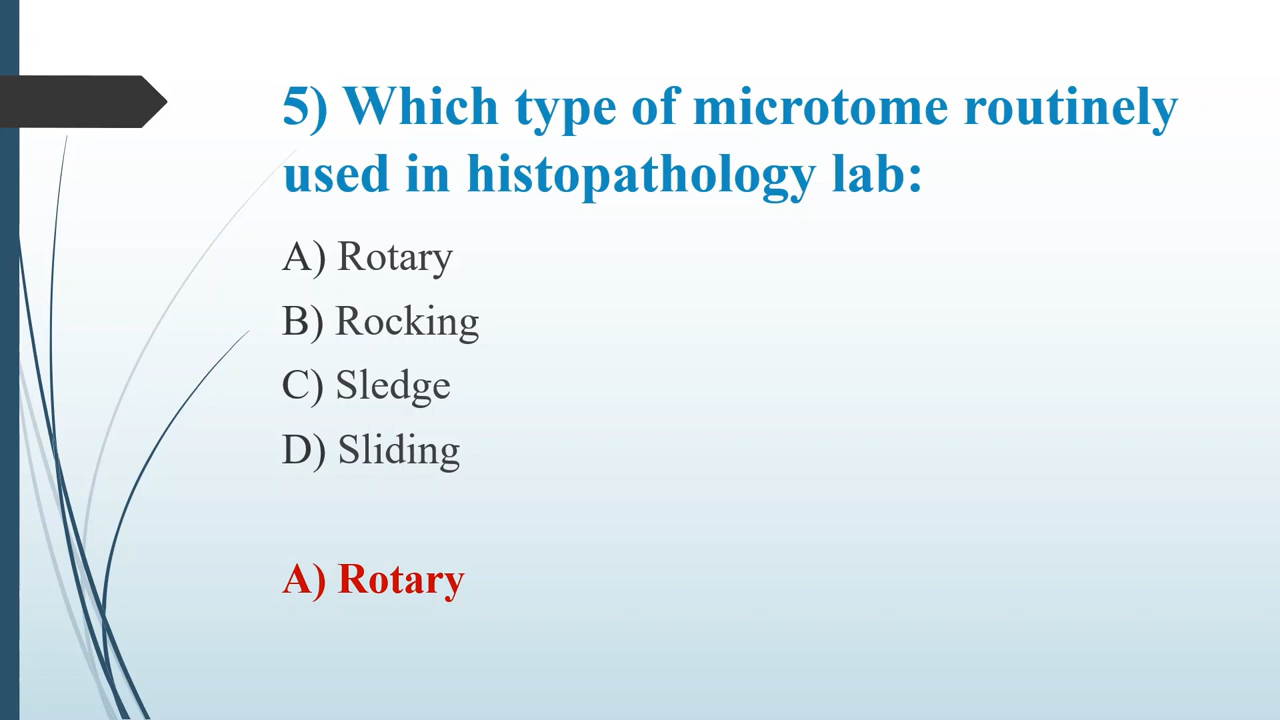 5) Which type of microtome routinely
used in histopathology lab:
A) Rotary
B) Rocking
C) Sledge
D) Sliding
A) Rotary